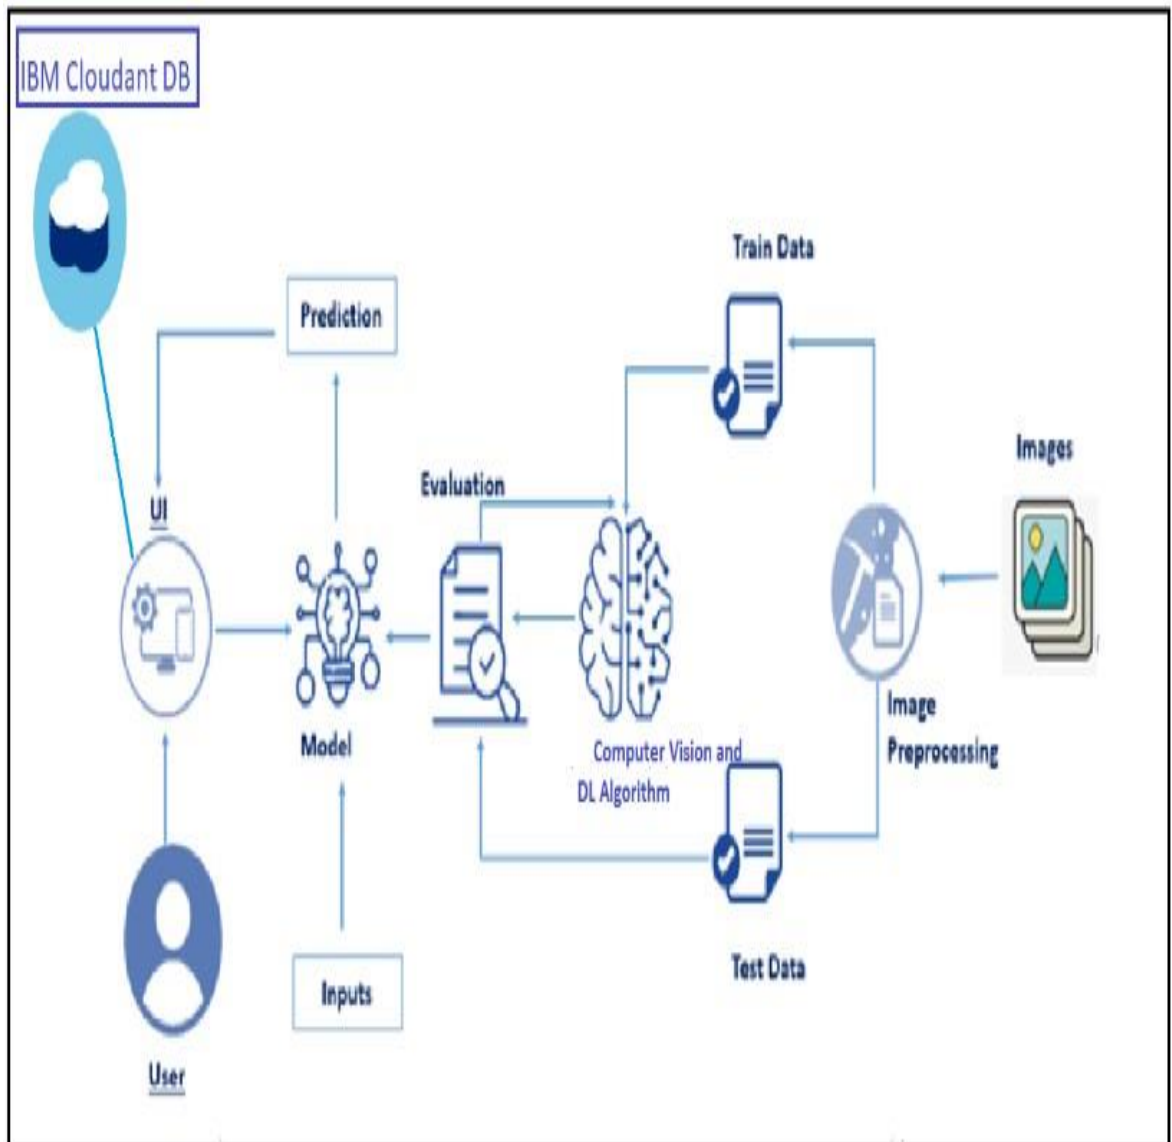 IBM Cloudant DB
Train Data
Prediction
Images
Evaluation
UI
Image
Preprocessing
Model
Computer Vision and
DL Algorithm
Test Data
Inputs
User